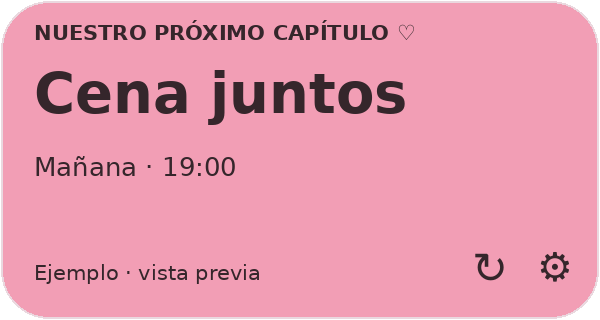 NUESTRO PRÓXIMO CAPÍTULO ♡
Cena juntos
Mañana · 19:00
Ejemplo · vista previa